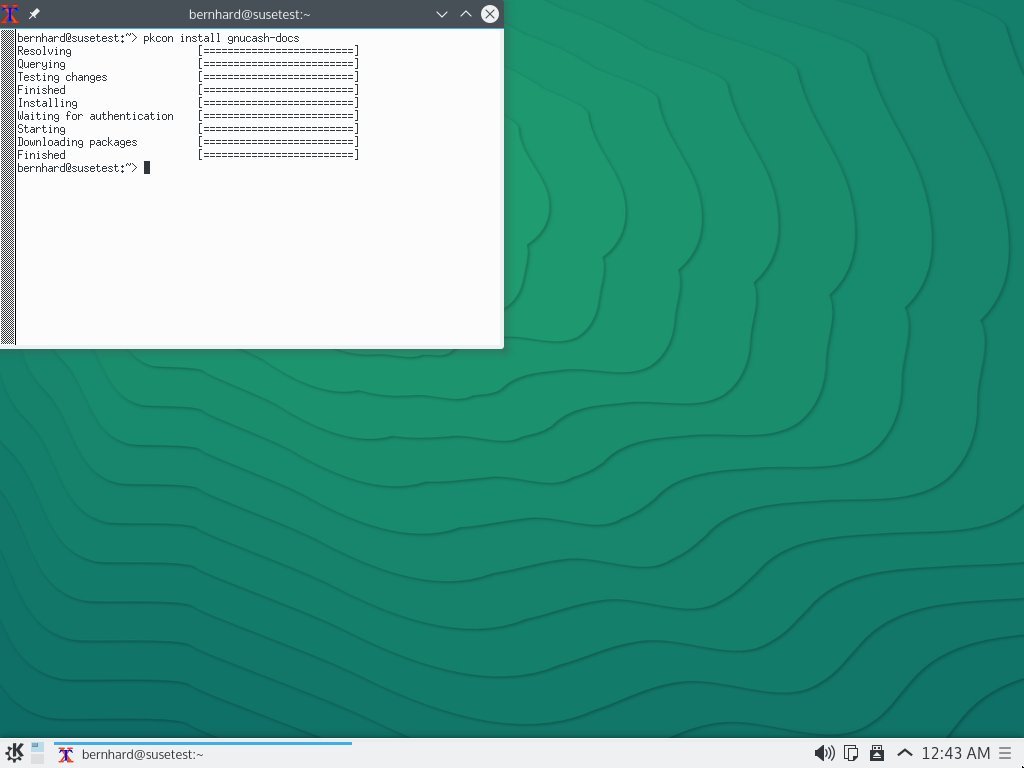 bernhard@susetest:~
bernhard@susetest:~> pkcon install gnucash-docs
Resolving [=========================]
Querying [=========================]
Testing changes [=========================]
Finished [=========================]
Installing [=========================]
Waiting for authentication [=========================]
Starting [=========================]
Downloading packages [=========================]
Finished [=========================]
bernhard@susetest:~>
bernhard@susetest:~
12:43 AM